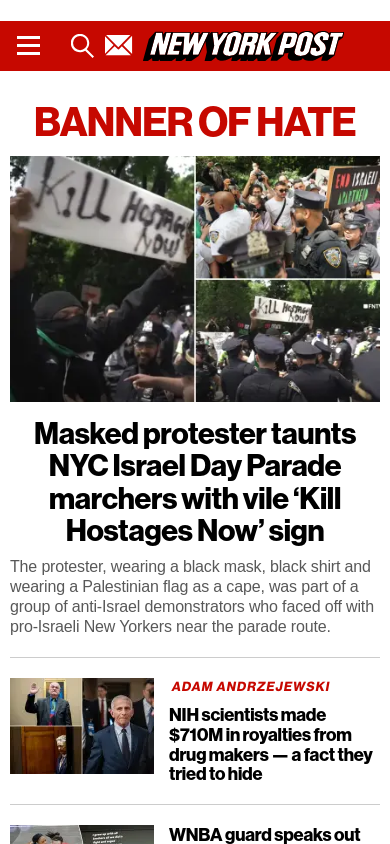 NEW YORK POST
BANNER OF HATE
KILL HOSTAGES
NOW!
END ISRAELI
APARTHEID
KILL HOSTAGES
NOW!
FNTV
Masked protester taunts
NYC Israel Day Parade
marchers with vile ‘Kill
Hostages Now’ sign
The protester, wearing a black mask, black shirt and
wearing a Palestinian flag as a cape, was part of a
group of anti-Israel demonstrators who faced off with
pro-Israeli New Yorkers near the parade route.
ADAM ANDRZEJEWSKI
NIH scientists made
$710M in royalties from
drug makers — a fact they
tried to hide
WNBA guard speaks out